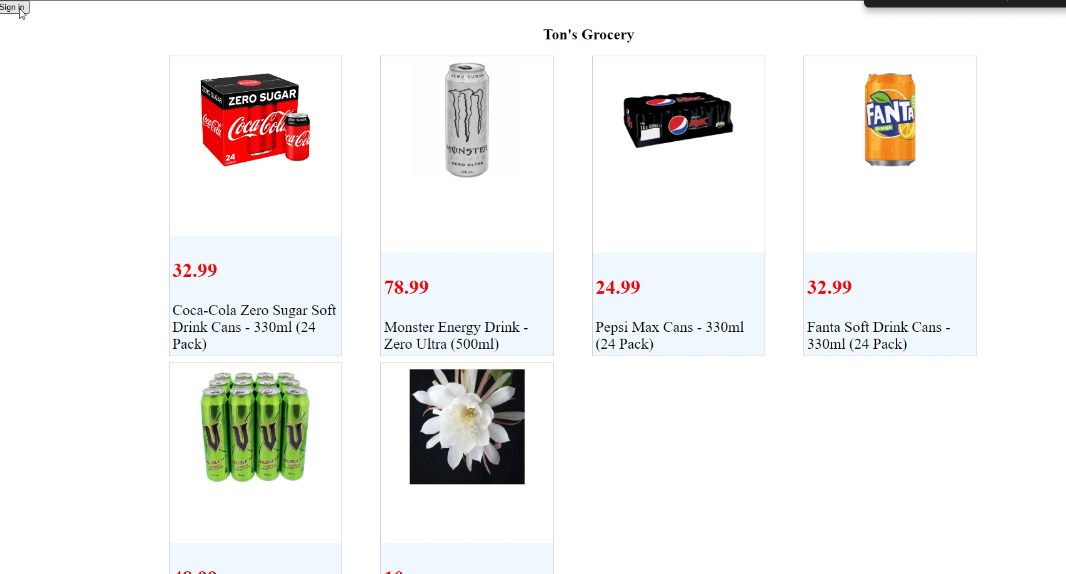 Sign in
Ton's Grocery
ZERO SUGAR
Coca-Cola
24
MONSTER
ZERO ULTRA
FANTA
Orange
32.99
78.99
24.99
32.99
Coca-Cola Zero Sugar Soft
Drink Cans - 330ml (24
Pack)
Monster Energy Drink -
Zero Ultra (500ml)
Pepsi Max Cans - 330ml
(24 Pack)
Fanta Soft Drink Cans -
330ml (24 Pack)
V V V